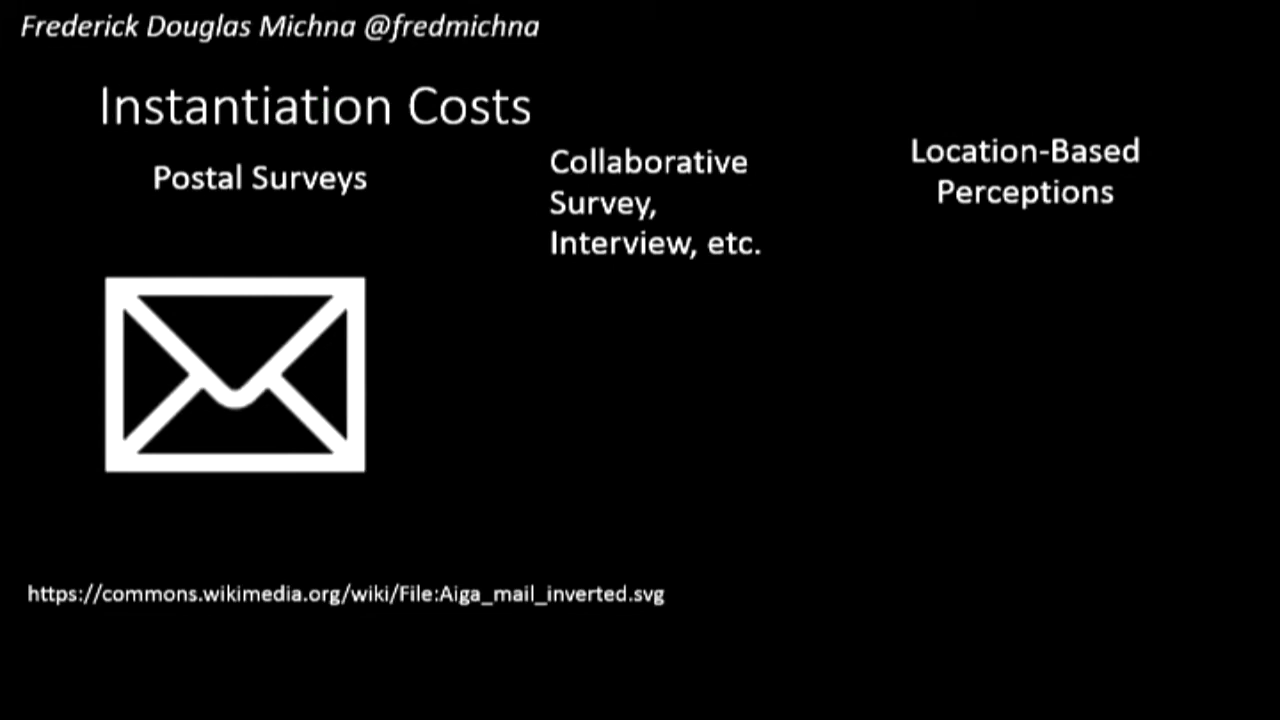 Frederick Douglas Michna @fredmichna
Instantiation Costs
Postal Surveys
Collaborative
Survey,
Interview, etc.
Location-Based
Perceptions
https://commons.wikimedia.org/wiki/File:Aiga_mail_inverted.svg